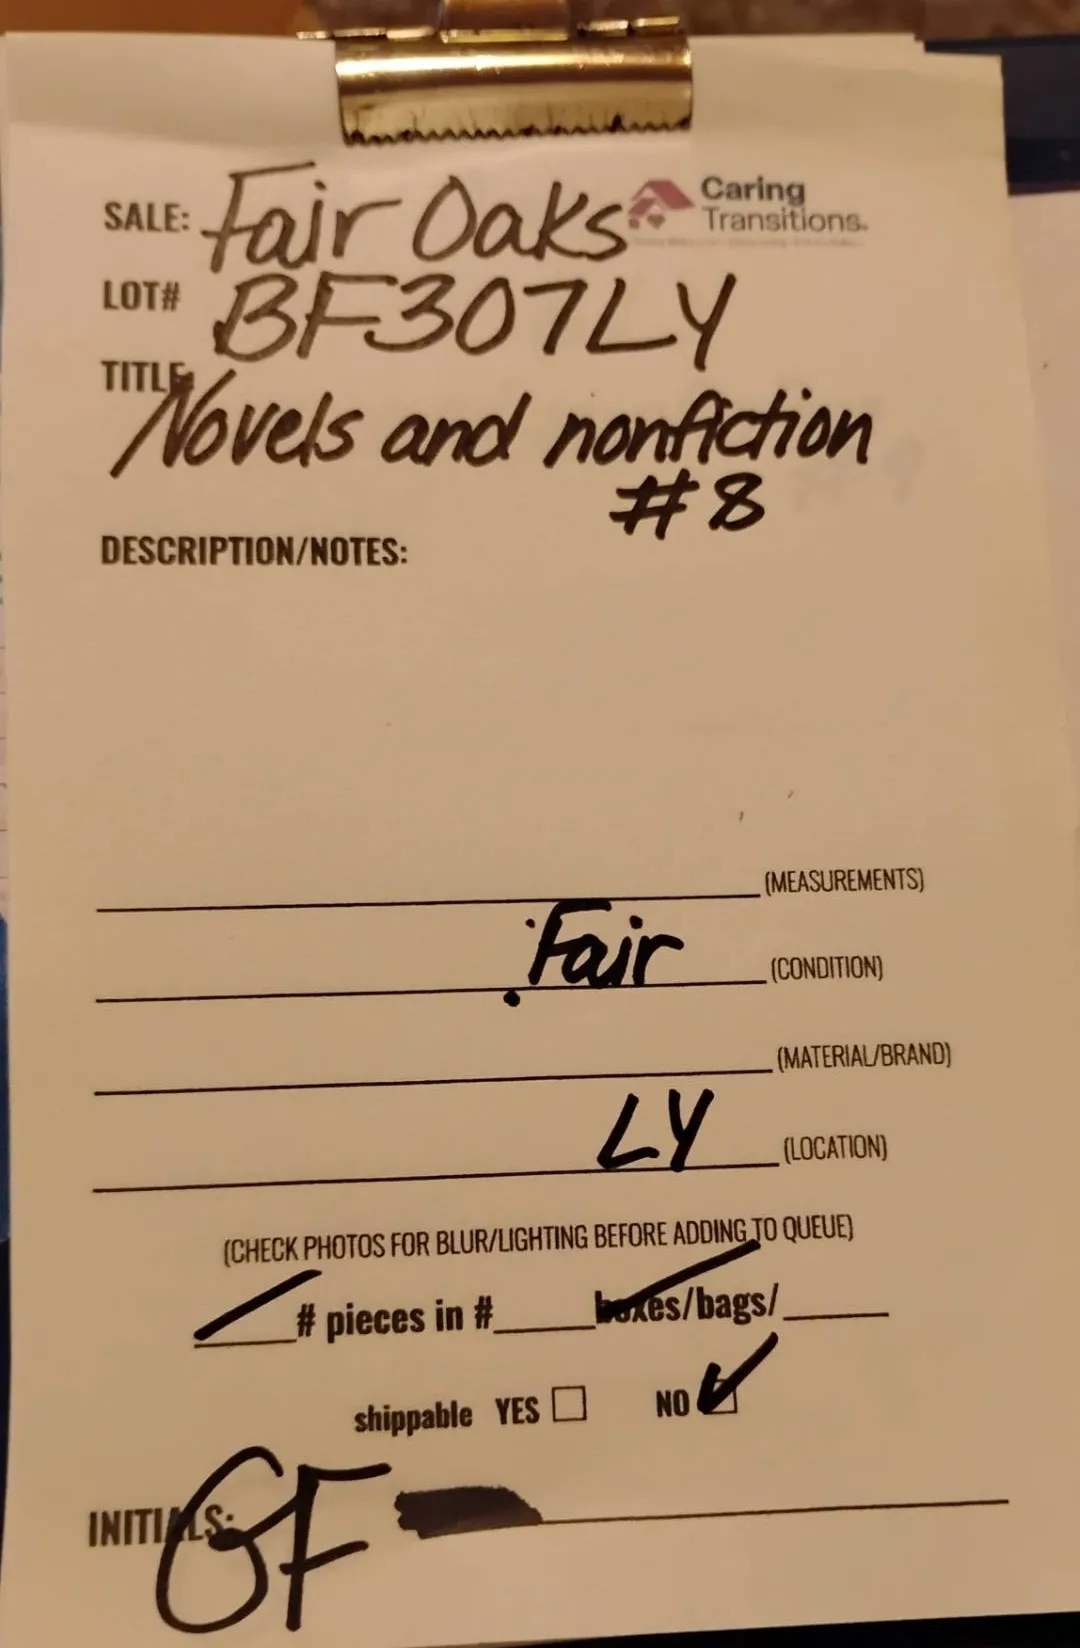 SALE: Fair Oaks
Caring
Transitions
LOT# BF307LY
TITLE:
Novels and nonfiction
#8
DESCRIPTION/NOTES:
(MEASUREMENTS)
Fair (CONDITION)
(MATERIAL/BRAND)
LY (LOCATION)
(CHECK PHOTOS FOR BLUR/LIGHTING BEFORE ADDING TO QUEUE)
# pieces in # boxes/bags/
shippable YES NO
INITIALS: GF